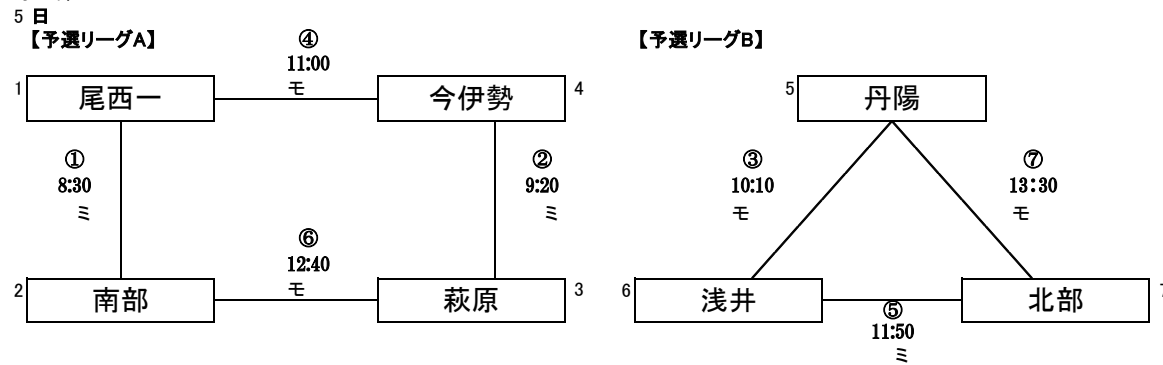 5 日
【予選リーグA】
④
11:00
モ
1
尾西一
今伊勢
4
①
8:30
ミ
②
9:20
ミ
⑥
12:40
モ
2
南部
萩原
3
【予選リーグB】
5
丹陽
③
10:10
モ
⑦
13:30
モ
6
浅井
北部
7
⑤
11:50
ミ